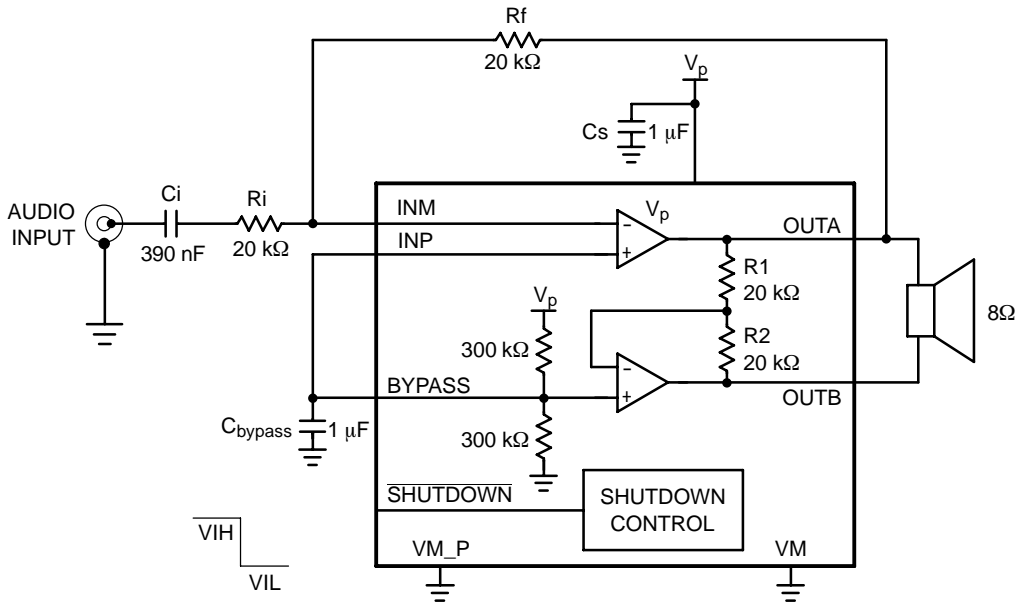 Rf
20 kΩ
Vp
Cs
1 μF
AUDIO
INPUT
Ci
390 nF
Ri
20 kΩ
INM
INP
Vp
-
+
OUTA
R1
20 kΩ
Vp
300 kΩ
R2
20 kΩ
8Ω
-
+
BYPASS
OUTB
Cbypass
1 μF
300 kΩ
SHUTDOWN
SHUTDOWN
CONTROL
VIH
VIL
VM_P
VM